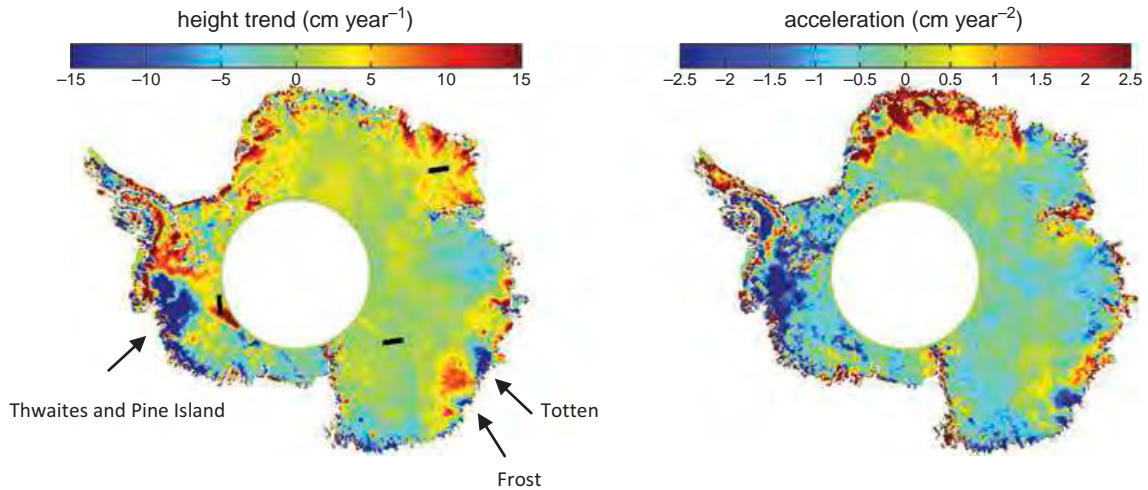 height trend (cm year⁻¹)
−15 −10 −5 0 5 10 15
Thwaites and Pine Island
Totten
Frost
acceleration (cm year⁻²)
−2.5 −2 −1.5 −1 −0.5 0 0.5 1 1.5 2 2.5